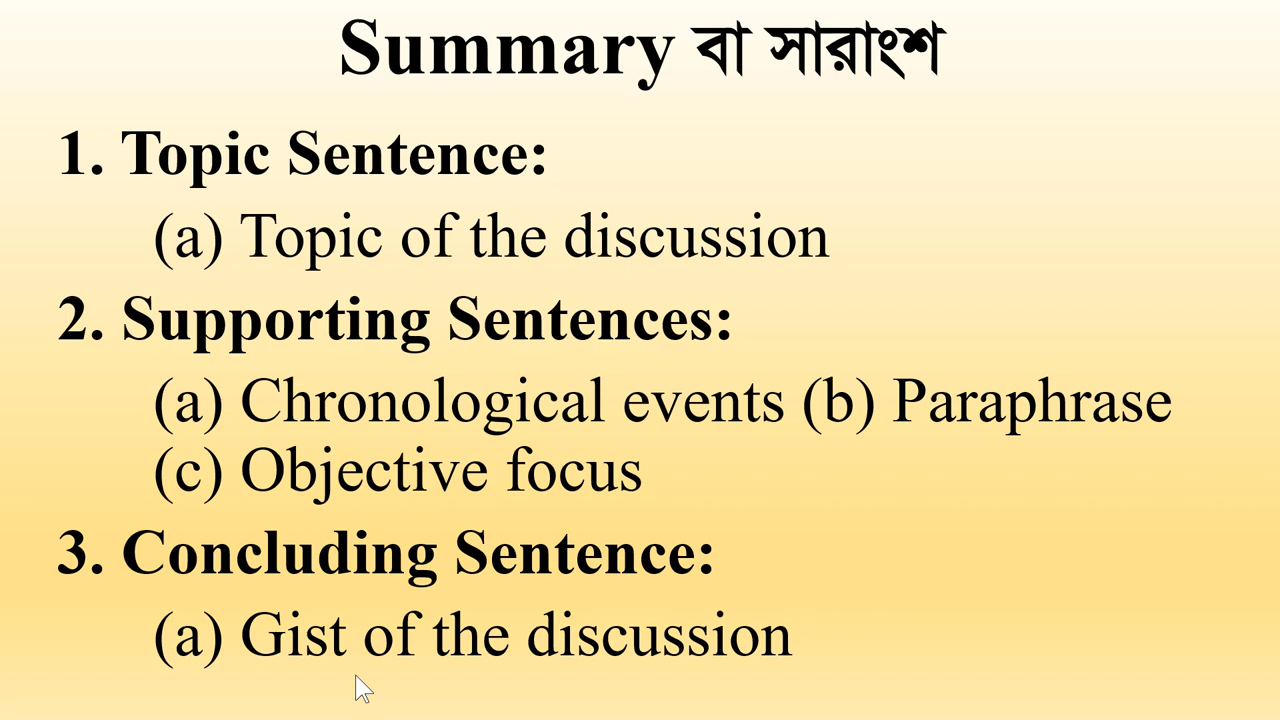 Summary বা সারাংশ
1. Topic Sentence:
(a) Topic of the discussion
2. Supporting Sentences:
(a) Chronological events (b) Paraphrase
(c) Objective focus
3. Concluding Sentence:
(a) Gist of the discussion